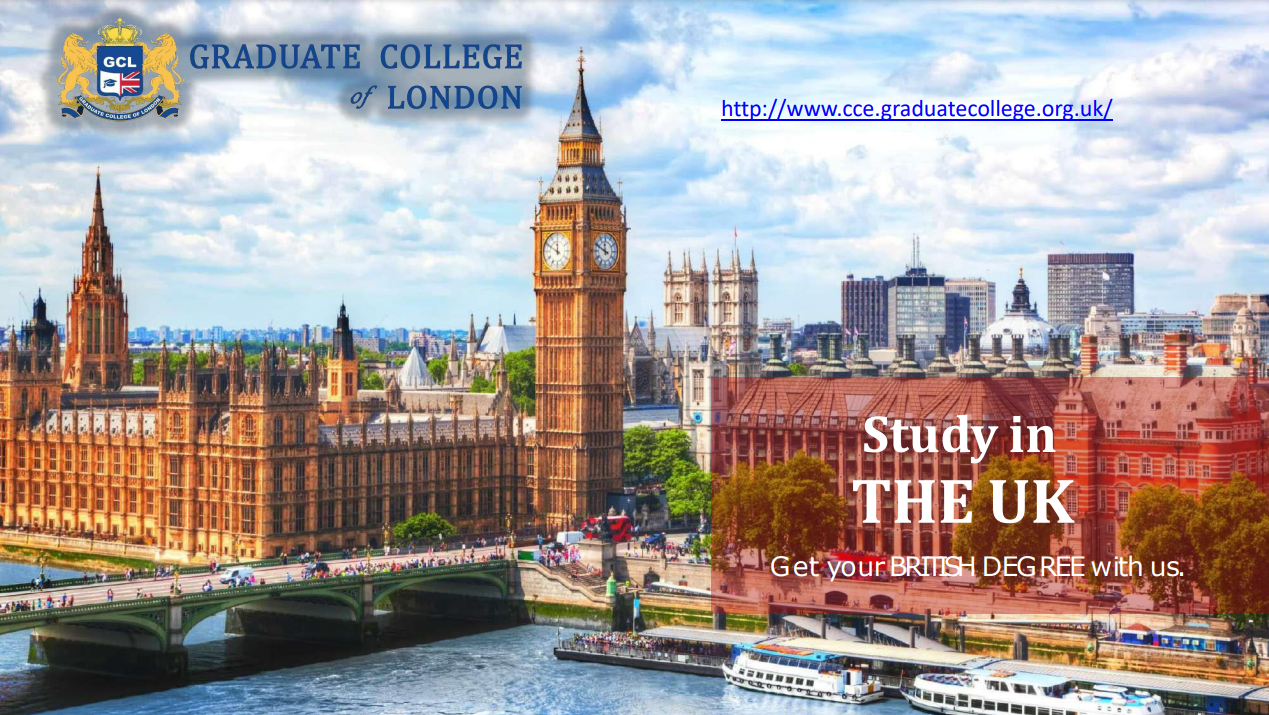 GCL
GRADUATE COLLEGE OF LONDON
GRADUATE COLLEGE
of LONDON
http://www.cce.graduatecollege.org.uk/
Study in
THE UK
Get your BRITISH DEGREE with us.